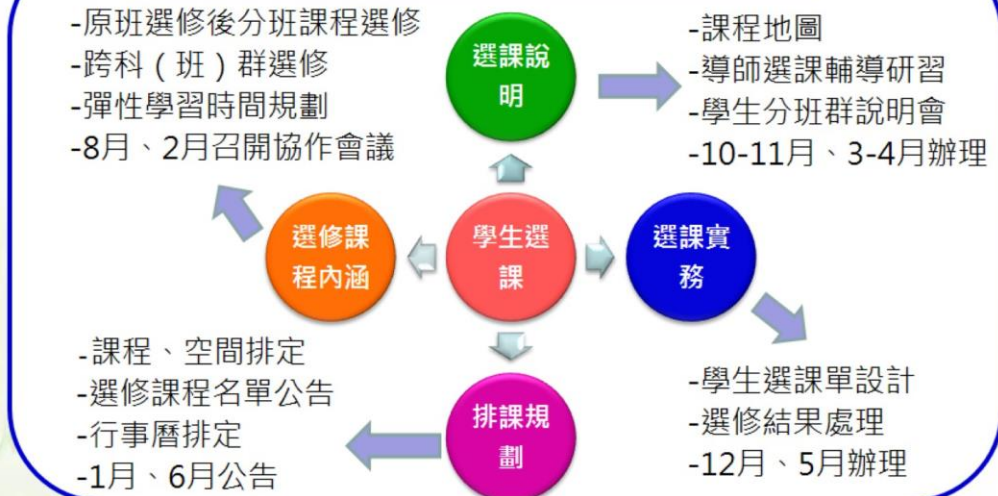 -原班選修後分班課程選修
-跨科（班）群選修
-彈性學習時間規劃
-8月、2月召開協作會議
選課說
明
-課程地圖
-導師選課輔導研習
-學生分班群說明會
-10-11月、3-4月辦理
選修課
程內涵
學生選
課
選課實
務
-課程、空間排定
-選修課程名單公告
-行事曆排定
-1月、6月公告
排課規
劃
-學生選課單設計
-選修結果處理
-12月、5月辦理